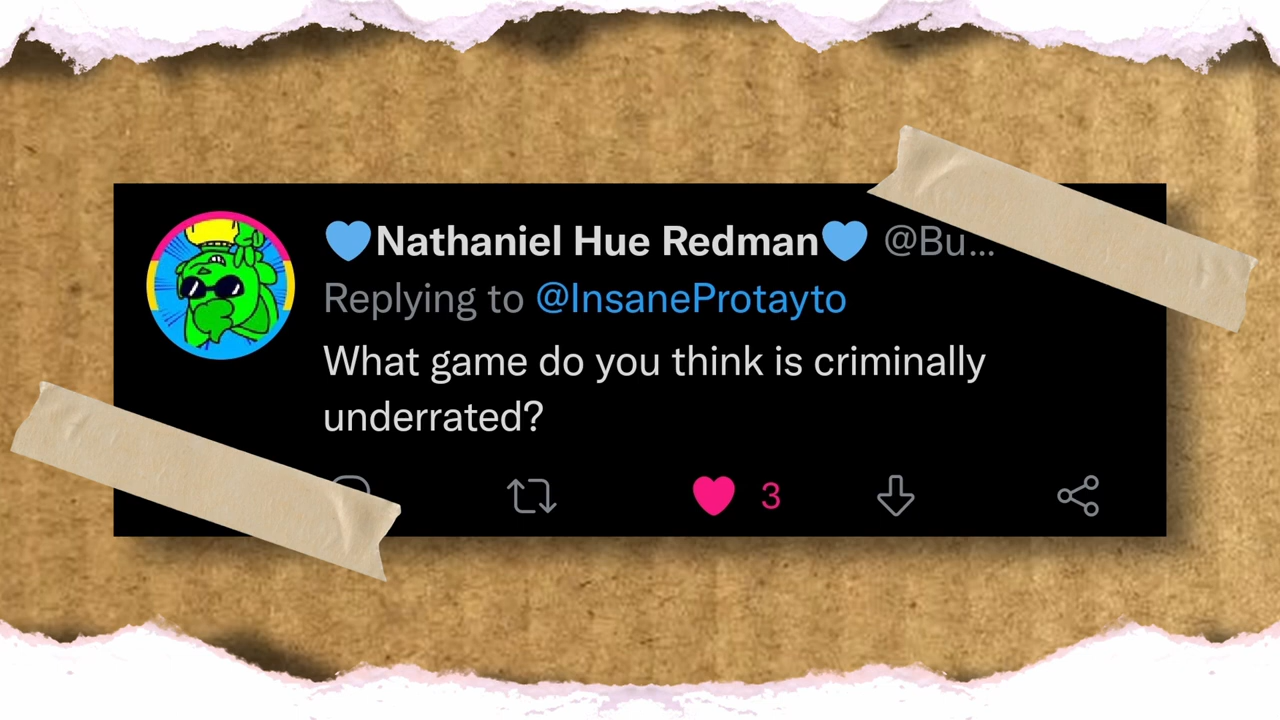 💙Nathaniel Hue Redman💙 @Bu...
Replying to @InsaneProtayto
What game do you think is criminally
underrated?
3